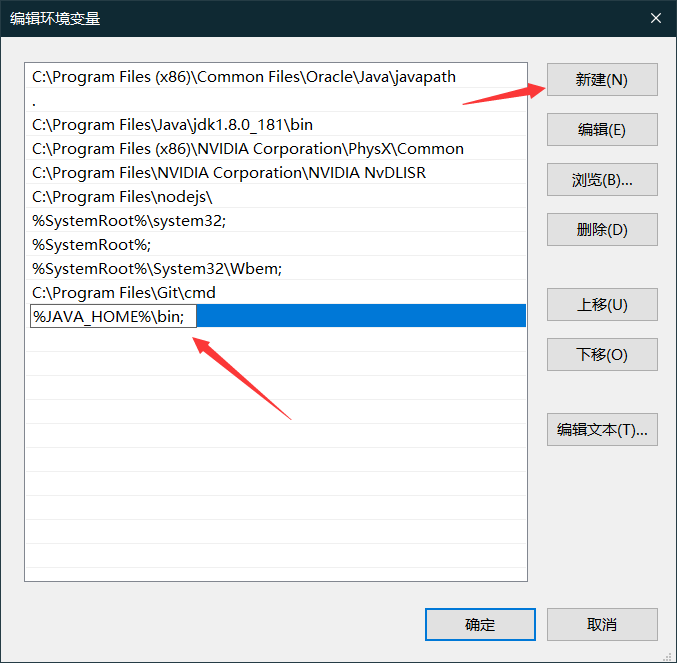 编辑环境变量
C:\Program Files (x86)\Common Files\Oracle\Java\javapath
新建(N)
.
C:\Program Files\Java\jdk1.8.0_181\bin
编辑(E)
C:\Program Files (x86)\NVIDIA Corporation\PhysX\Common
C:\Program Files\NVIDIA Corporation\NVIDIA NvDLISR
浏览(B)...
C:\Program Files\nodejs\
%SystemRoot%\system32;
删除(D)
%SystemRoot%;
%SystemRoot%\System32\Wbem;
C:\Program Files\Git\cmd
上移(U)
%JAVA_HOME%\bin;
下移(O)
编辑文本(T)...
确定
取消